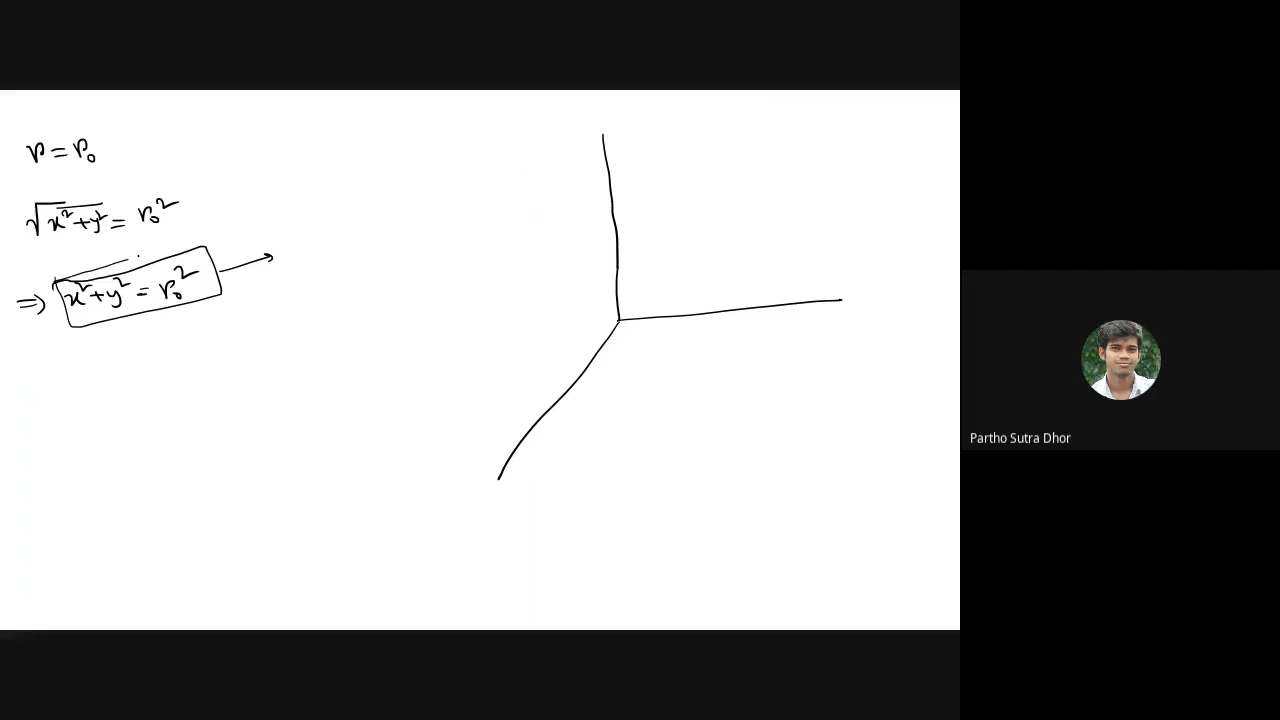 r = r₀
√x²+y² = r₀²
⇒ x²+y² = r₀² →
Partho Sutra Dhor